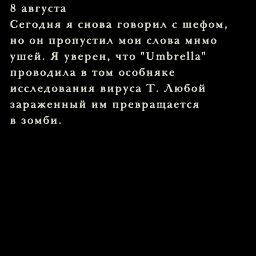 8 августа
Сегодня я снова говорил с шефом,
но он пропустил мои слова мимо
ушей. Я уверен, что "Umbrella"
проводила в том особняке
исследования вируса Т. Любой
зараженный им превращается
в зомби.